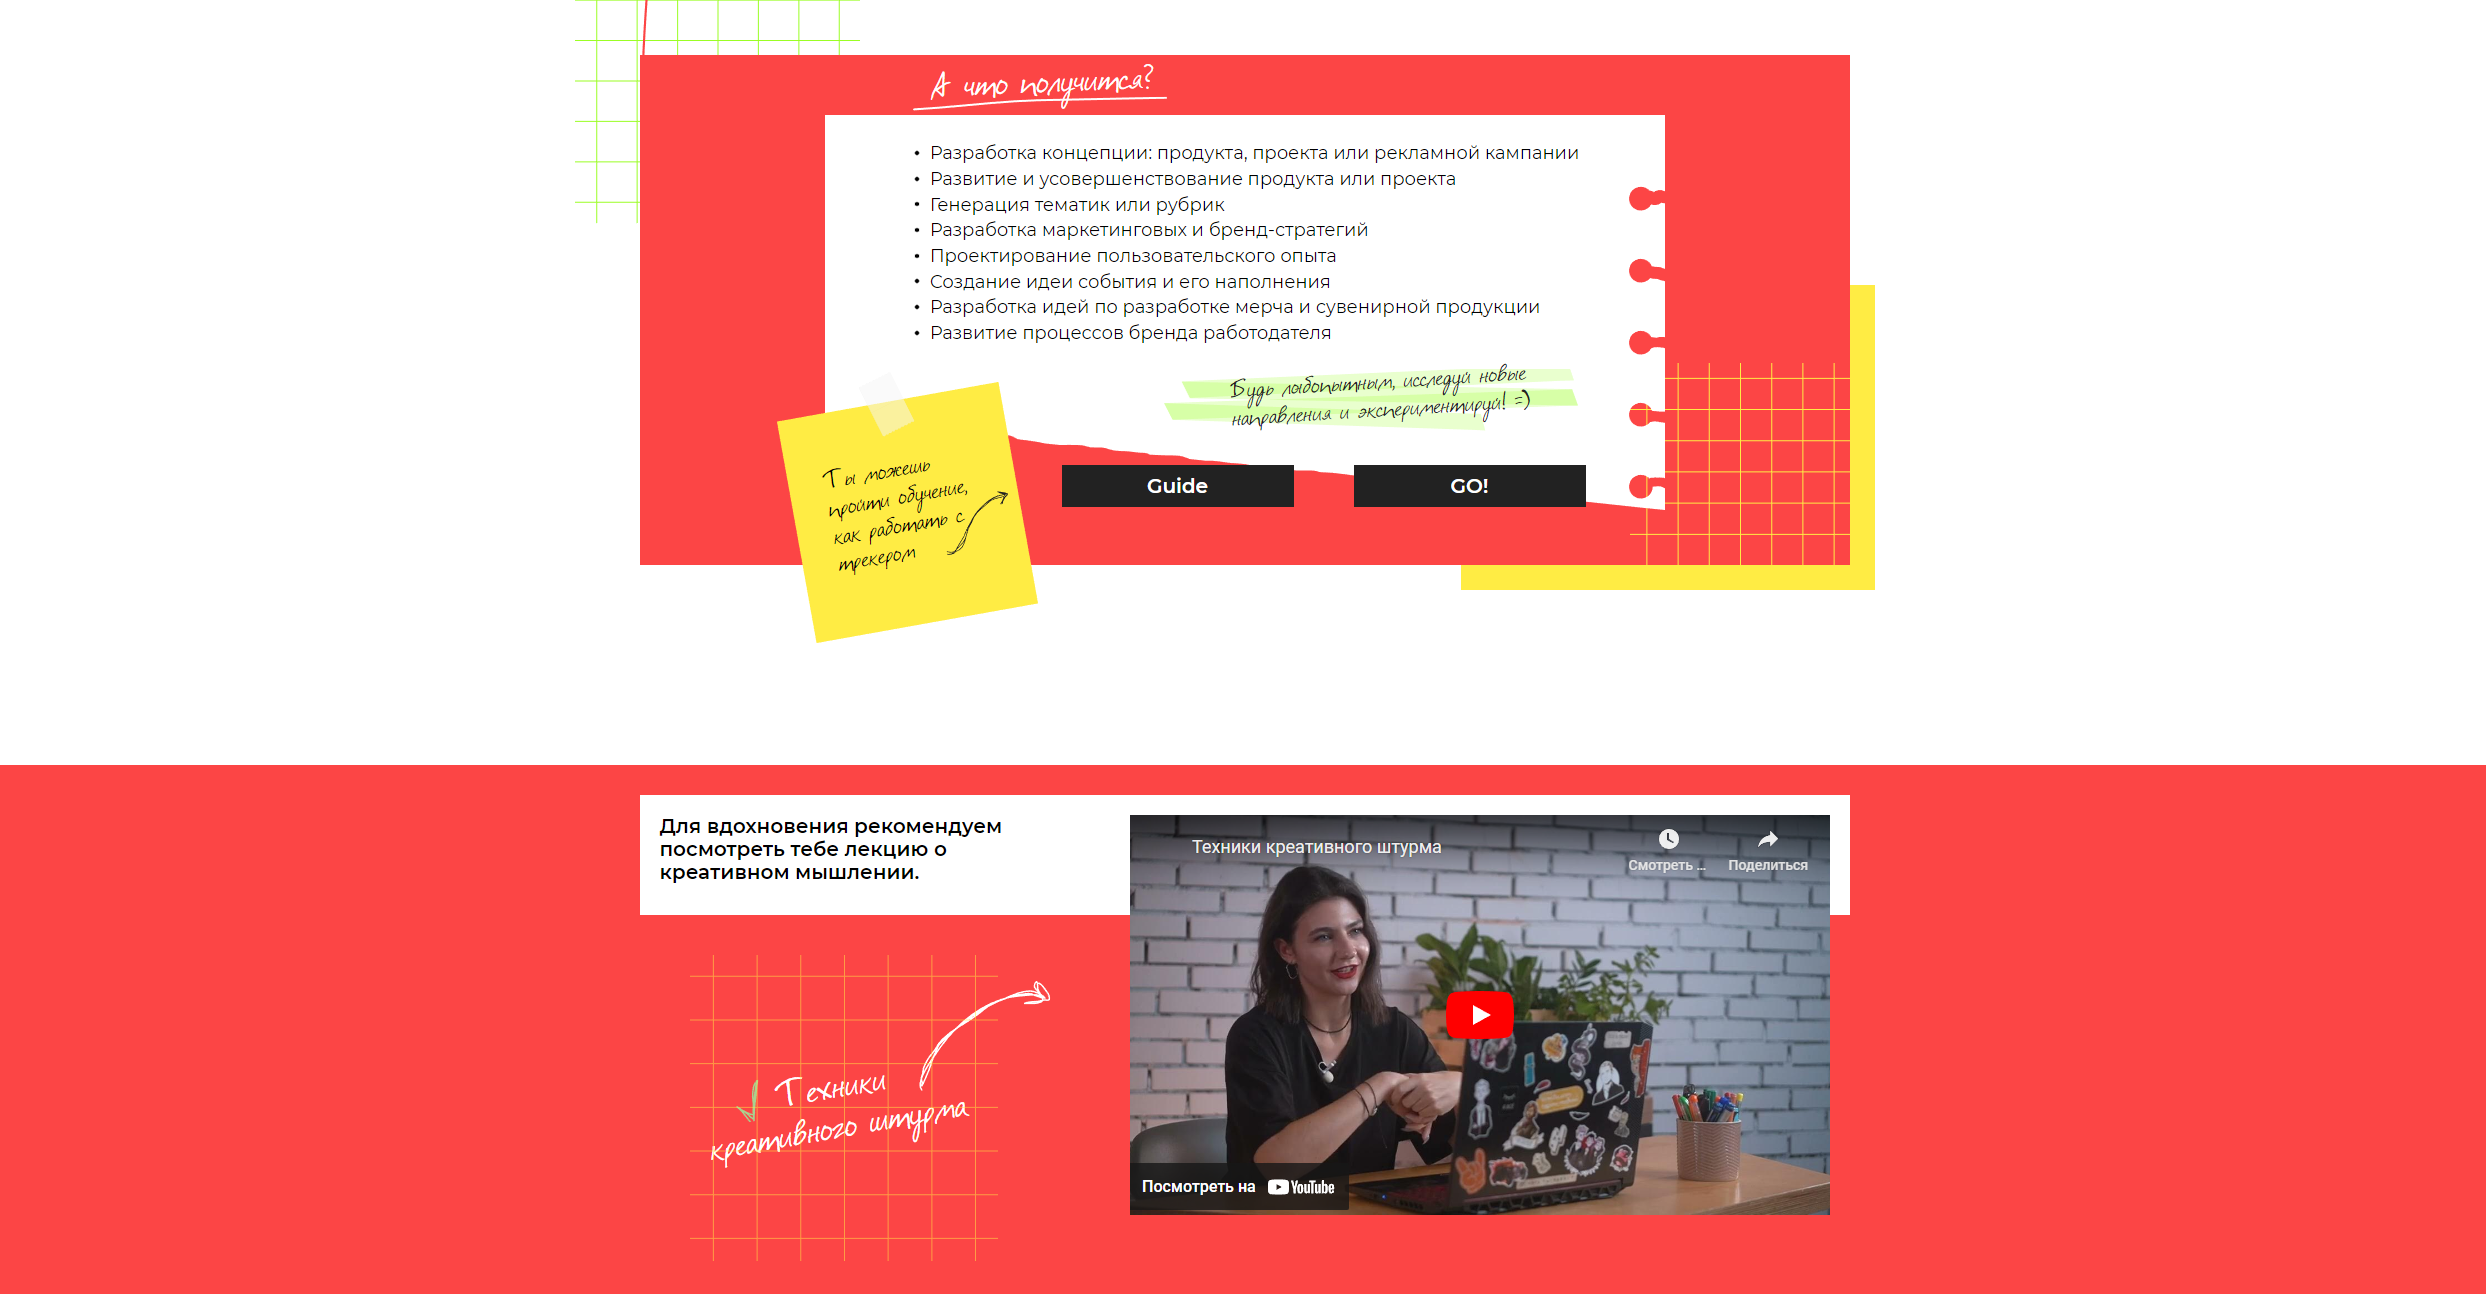 А что получится?
• Разработка концепции: продукта, проекта или рекламной кампании
• Развитие и усовершенствование продукта или проекта
• Генерация тематик или рубрик
• Разработка маркетинговых и бренд-стратегий
• Проектирование пользовательского опыта
• Создание идеи события и его наполнения
• Разработка идей по разработке мерча и сувенирной продукции
• Развитие процессов бренда работодателя
Будь лыбопытным, исследуй новые
направления и экспериментируй! =)
Ты можешь
пройти обучение,
как работать с
трекером
Guide
GO!
Для вдохновения рекомендуем
посмотреть тебе лекцию о
креативном мышлении.
Техники креативного штурма
Смотреть ...
Поделиться
Техники
креативного штурма
Посмотреть на YouTube